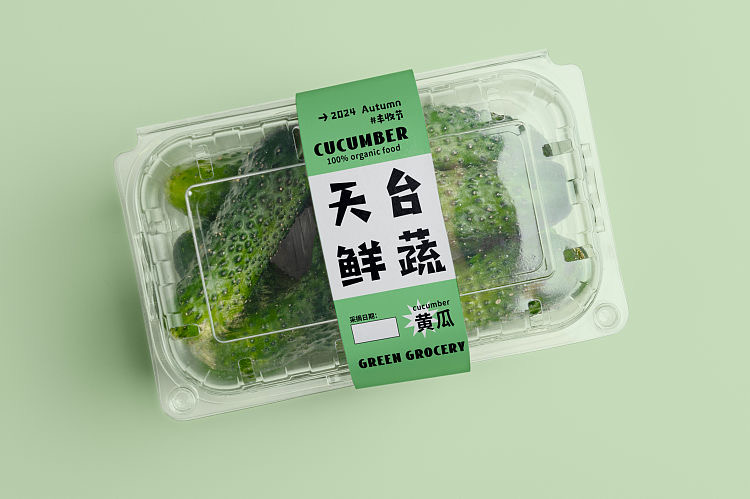 →2024 Autumn
#丰收节
CUCUMBER
100% organic food
天台
鲜蔬
采摘日期:
cucumber
黄瓜
GREEN GROCERY